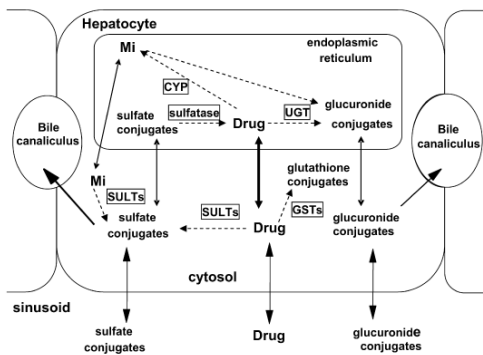 Hepatocyte
Mi
endoplasmic
reticulum
CYP
sulfate
conjugates
sulfatase
Drug
UGT
glucuronide
conjugates
Bile
canaliculus
Bile
canaliculus
Mi
SULTs
sulfate
conjugates
SULTs
Drug
glutathione
conjugates
GSTs
glucuronide
conjugates
cytosol
sinusoid
sulfate
conjugates
Drug
glucuronide
conjugates